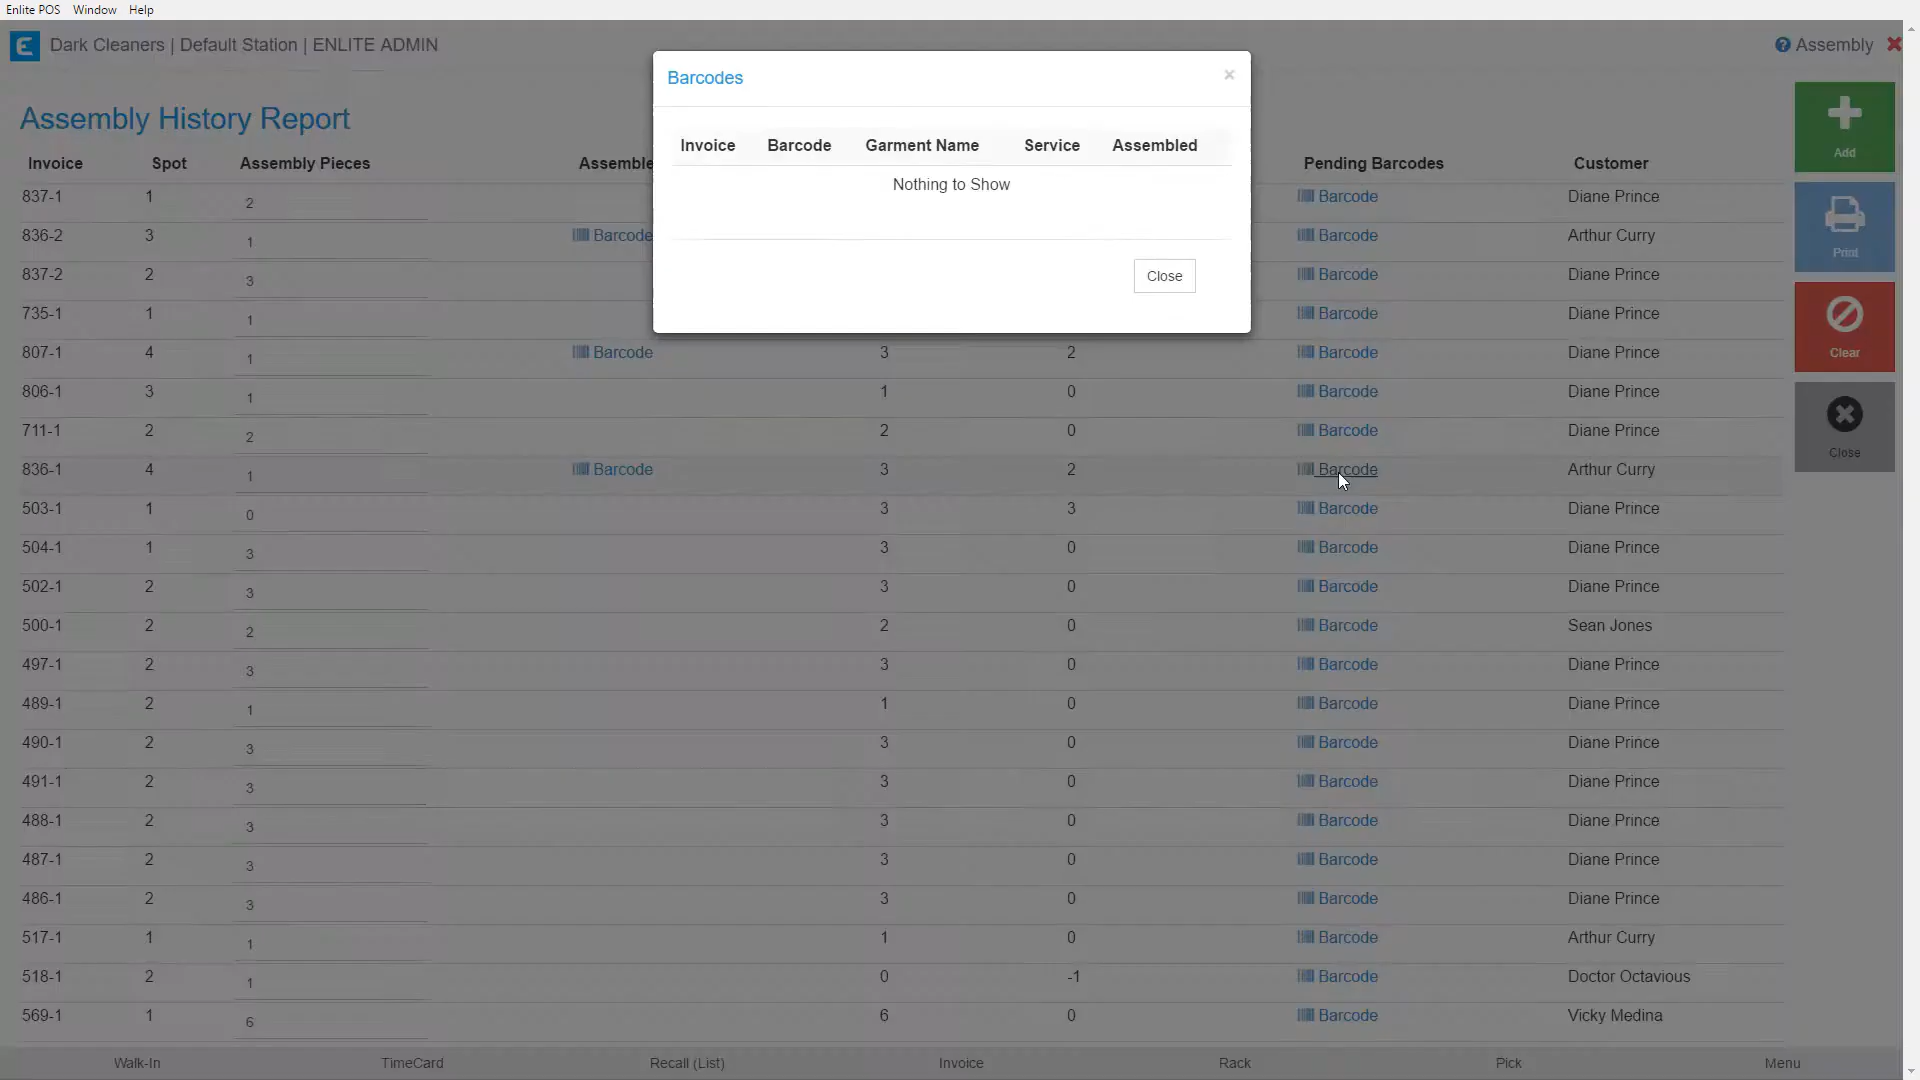 Enlite POS Window Help
Dark Cleaners | Default Station | ENLITE ADMIN
Assembly
Barcodes
×
Invoice Barcode Garment Name Service Assembled
Nothing to Show
Close
Assembly History Report
Invoice Spot Assembly Pieces Assemble Pending Barcodes Customer
837-1 1 2 Barcode Diane Prince
836-2 3 1 Barcode Barcode Arthur Curry
837-2 2 3 Barcode Diane Prince
735-1 1 1 Barcode Diane Prince
807-1 4 1 Barcode 3 2 Barcode Diane Prince
806-1 3 1 1 0 Barcode Diane Prince
711-1 2 2 2 0 Barcode Diane Prince
836-1 4 1 Barcode 3 2 Barcode Arthur Curry
503-1 1 0 3 3 Barcode Diane Prince
504-1 1 3 3 0 Barcode Diane Prince
502-1 2 3 3 0 Barcode Diane Prince
500-1 2 2 2 0 Barcode Sean Jones
497-1 2 3 3 0 Barcode Diane Prince
489-1 2 1 1 0 Barcode Diane Prince
490-1 2 3 3 0 Barcode Diane Prince
491-1 2 3 3 0 Barcode Diane Prince
488-1 2 3 3 0 Barcode Diane Prince
487-1 2 3 3 0 Barcode Diane Prince
486-1 2 3 3 0 Barcode Diane Prince
517-1 1 1 1 0 Barcode Arthur Curry
518-1 2 1 0 -1 Barcode Doctor Octavious
569-1 1 6 6 0 Barcode Vicky Medina
Add
Print
Clear
Close
Walk-In TimeCard Recall (List) Invoice Rack Pick Menu